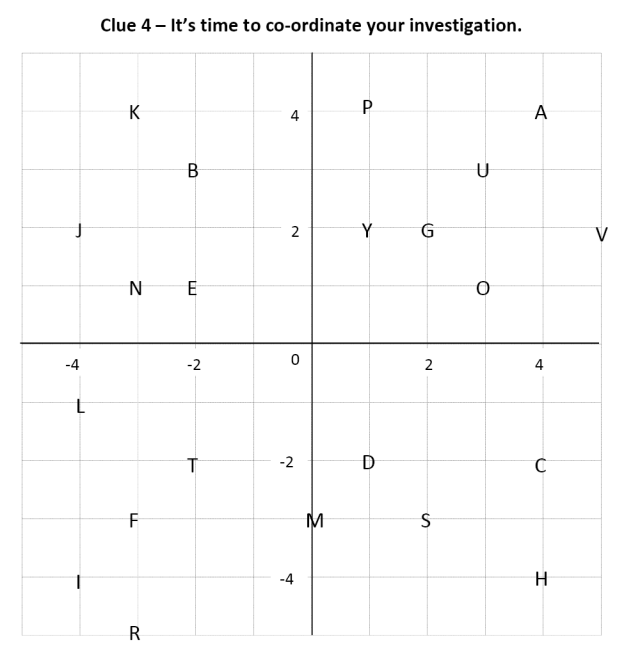 Clue 4 – It's time to co-ordinate your investigation.
K 4 P A
B U
J 2 Y G V
N E O
-4 -2 0 2 4
L
T -2 D C
F M S
I -4 H
R